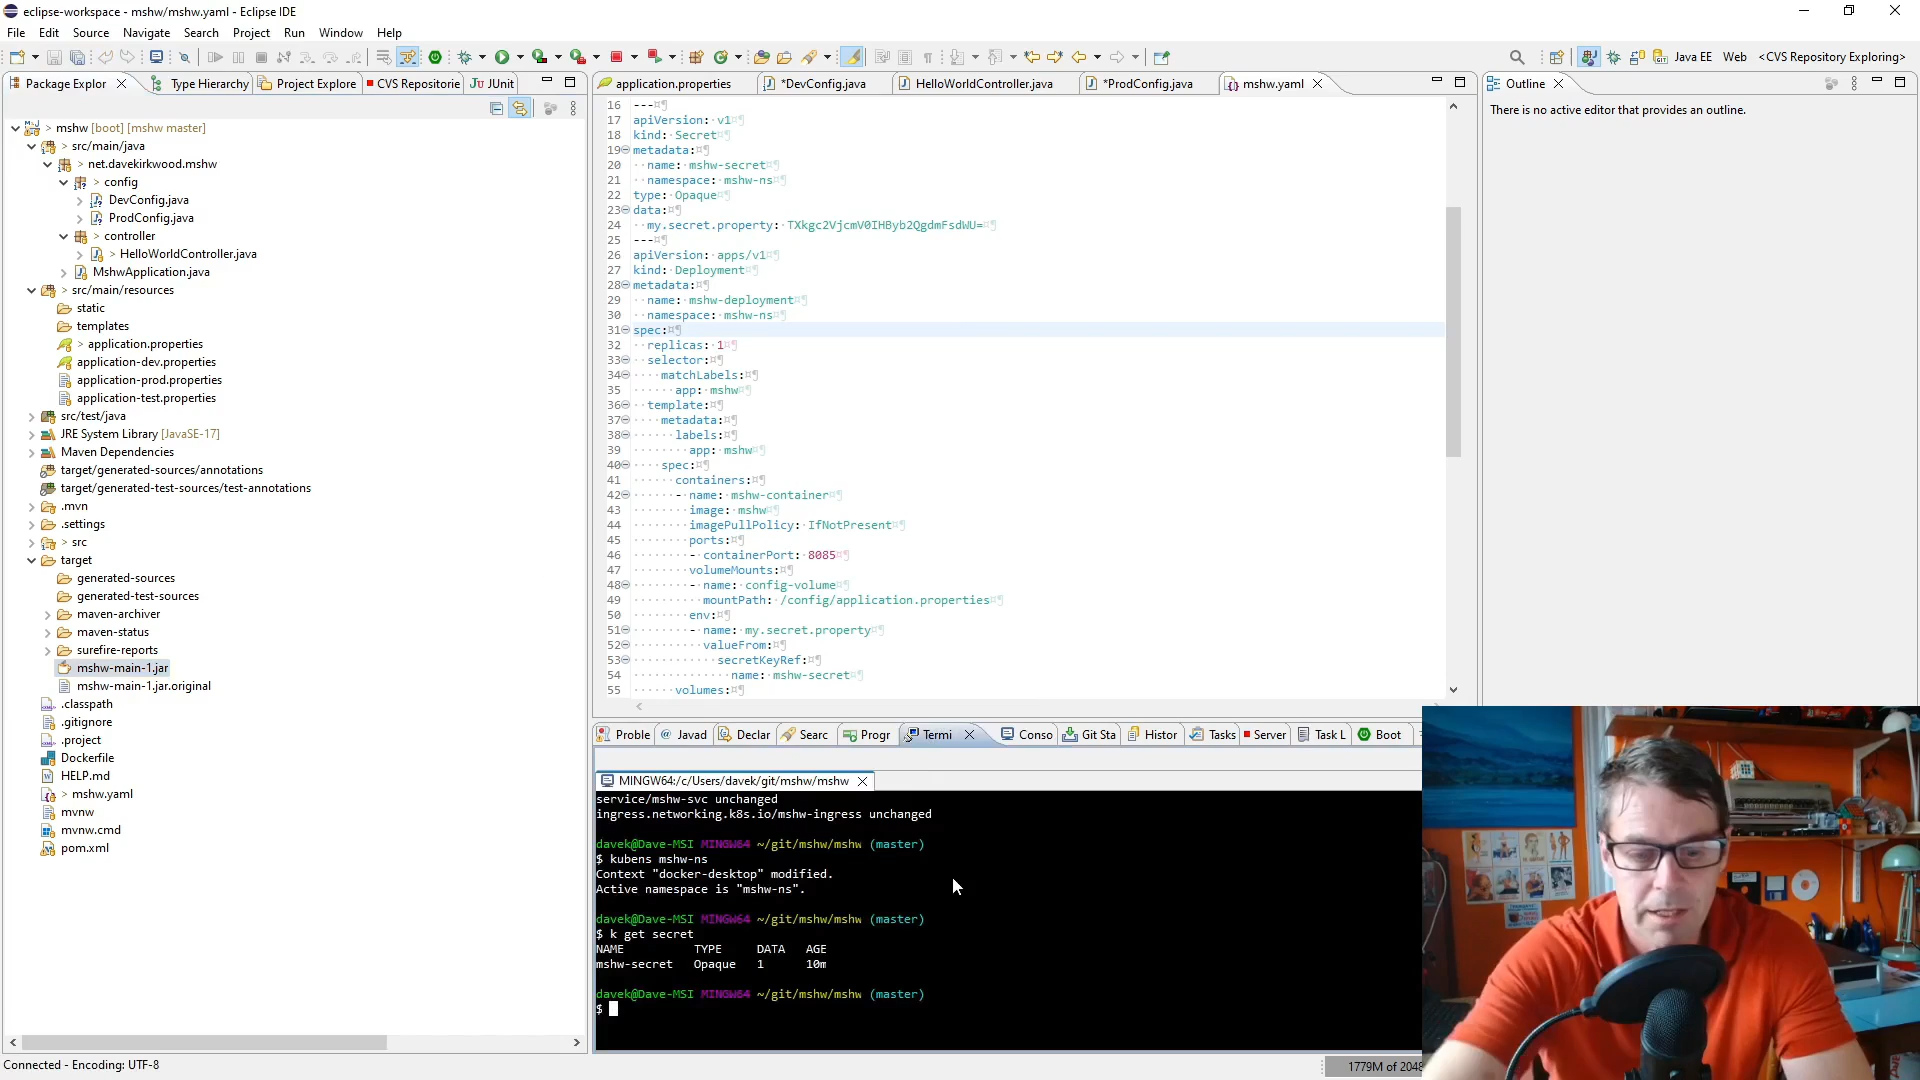 eclipse-workspace - mshw/mshw.yaml - Eclipse IDE
File Edit Source Navigate Search Project Run Window Help
Java EE Web <CVS Repository Exploring>
Package Explor Type Hierarchy Project Explore CVS Repositorie JUnit
application.properties *DevConfig.java HelloWorldController.java *ProdConfig.java mshw.yaml
Outline
There is no active editor that provides an outline.
> mshw [boot] [mshw master]
> src/main/java
> net.davekirkwood.mshw
> config
DevConfig.java
ProdConfig.java
> controller
> HelloWorldController.java
MshwApplication.java
> src/main/resources
static
templates
> application.properties
application-dev.properties
application-prod.properties
application-test.properties
src/test/java
JRE System Library [JavaSE-17]
Maven Dependencies
target/generated-sources/annotations
target/generated-test-sources/test-annotations
.mvn
.settings
> src
target
generated-sources
generated-test-sources
maven-archiver
maven-status
surefire-reports
mshw-main-1.jar
mshw-main-1.jar.original
.classpath
.gitignore
.project
Dockerfile
HELP.md
> mshw.yaml
mvnw
mvnw.cmd
pom.xml
16 ---
17 apiVersion: v1
18 kind: Secret
19 metadata:
20 name: mshw-secret
21 namespace: mshw-ns
22 type: Opaque
23 data:
24 my.secret.property: TXkgc2VjcmV0IHByb2QgdmFsdWU=
25 ---
26 apiVersion: apps/v1
27 kind: Deployment
28 metadata:
29 name: mshw-deployment
30 namespace: mshw-ns
31 spec:
32 replicas: 1
33 selector:
34 matchLabels:
35 app: mshw
36 template:
37 metadata:
38 labels:
39 app: mshw
40 spec:
41 containers:
42 - name: mshw-container
43 image: mshw
44 imagePullPolicy: IfNotPresent
45 ports:
46 - containerPort: 8085
47 volumeMounts:
48 - name: config-volume
49 mountPath: /config/application.properties
50 env:
51 - name: my.secret.property
52 valueFrom:
53 secretKeyRef:
54 name: mshw-secret
55 volumes:
Proble Javad Declar Searc Progr Termi Conso Git Sta Histor Tasks Server Task L Boot
MINGW64:/c/Users/davek/git/mshw/mshw
service/mshw-svc unchanged
ingress.networking.k8s.io/mshw-ingress unchanged
davek@Dave-MSI MINGW64 ~/git/mshw/mshw (master)
$ kubens mshw-ns
Context "docker-desktop" modified.
Active namespace is "mshw-ns".
davek@Dave-MSI MINGW64 ~/git/mshw/mshw (master)
$ k get secret
NAME TYPE DATA AGE
mshw-secret Opaque 1 10m
davek@Dave-MSI MINGW64 ~/git/mshw/mshw (master)
$
Connected - Encoding: UTF-8
1779M of 2048